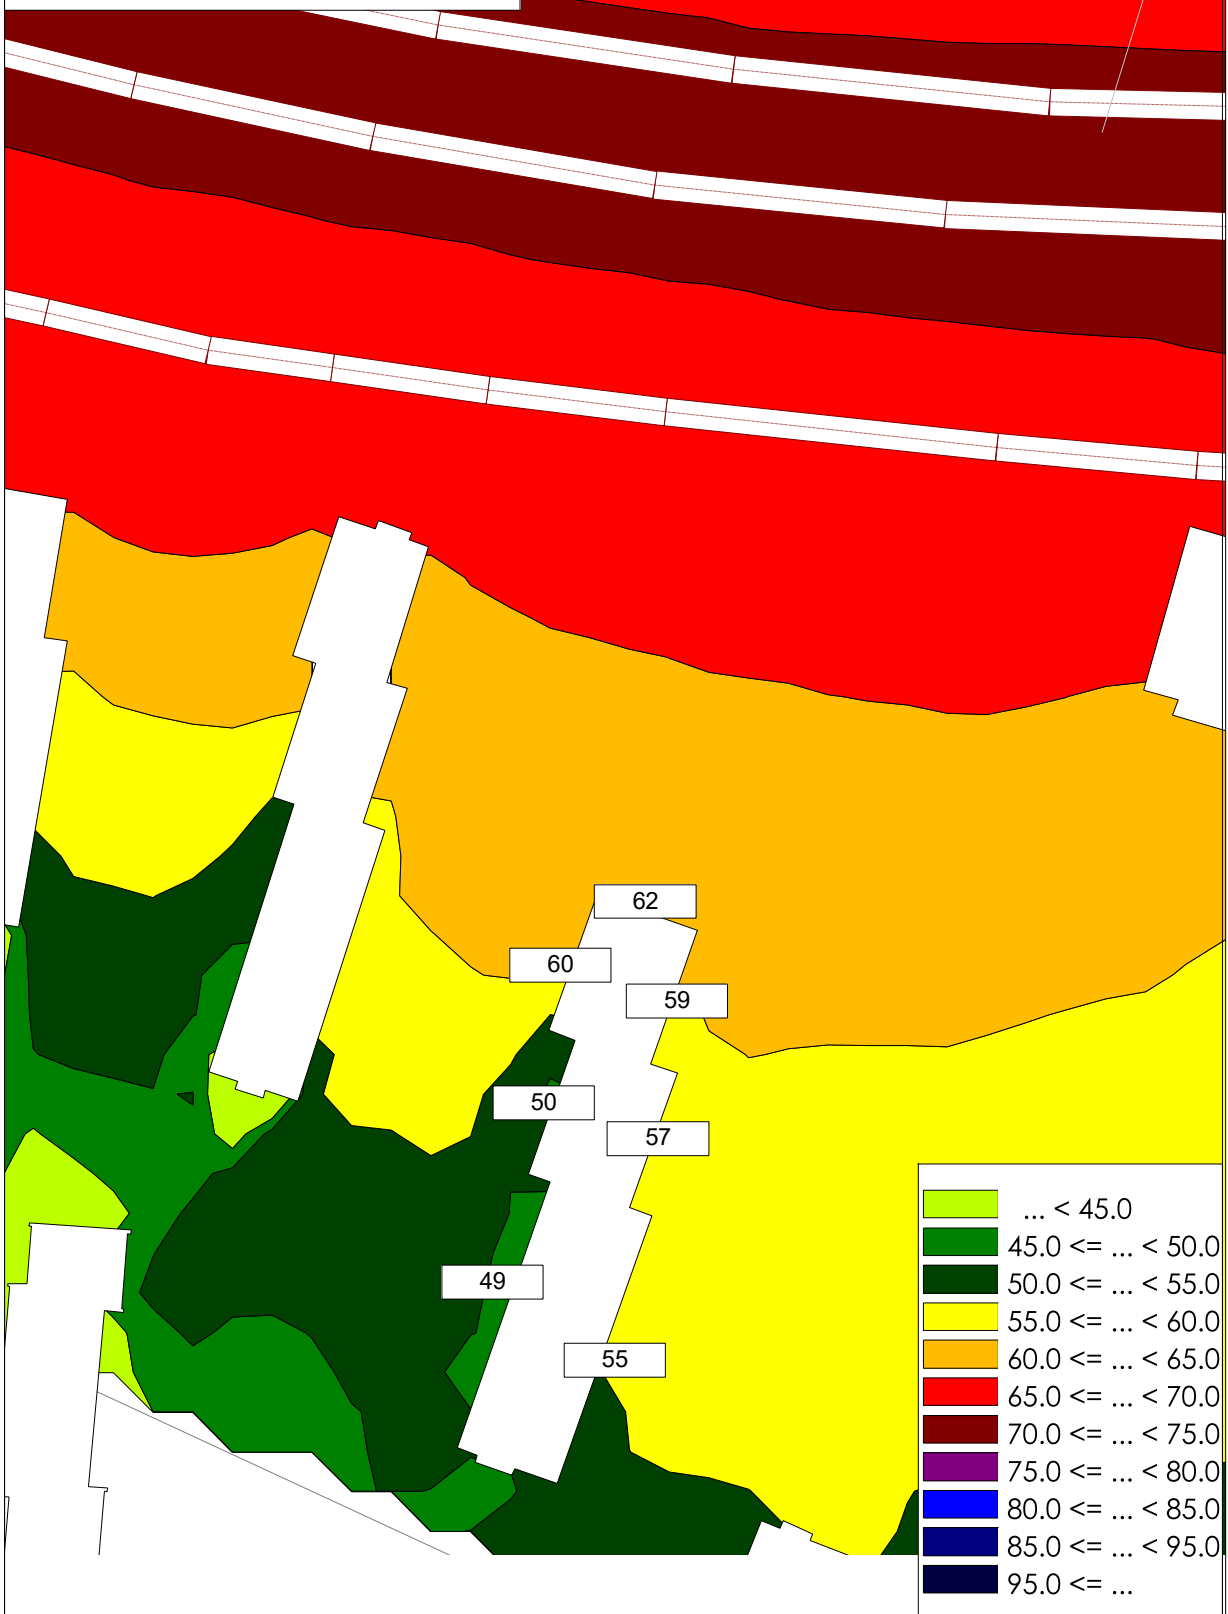 62
60
59
50
57
49
55
... < 45.0
45.0 <= ... < 50.0
50.0 <= ... < 55.0
55.0 <= ... < 60.0
60.0 <= ... < 65.0
65.0 <= ... < 70.0
70.0 <= ... < 75.0
75.0 <= ... < 80.0
80.0 <= ... < 85.0
85.0 <= ... < 95.0
95.0 <= ...